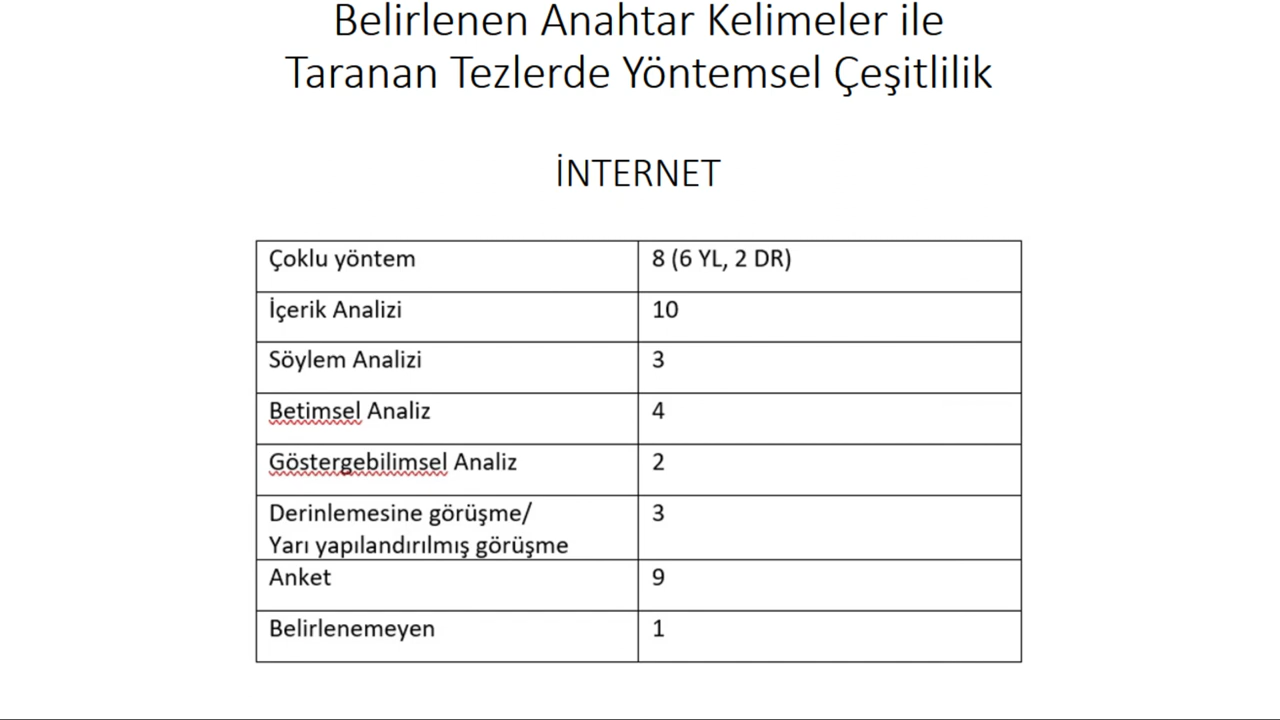 Belirlenen Anahtar Kelimeler ile
Taranan Tezlerde Yöntemsel Çeşitlilik
İNTERNET
Çoklu yöntem 8 (6 YL, 2 DR)
İçerik Analizi 10
Söylem Analizi 3
Betimsel Analiz 4
Göstergebilimsel Analiz 2
Derinlemesine görüşme/ 3
Yarı yapılandırılmış görüşme
Anket 9
Belirlenemeyen 1